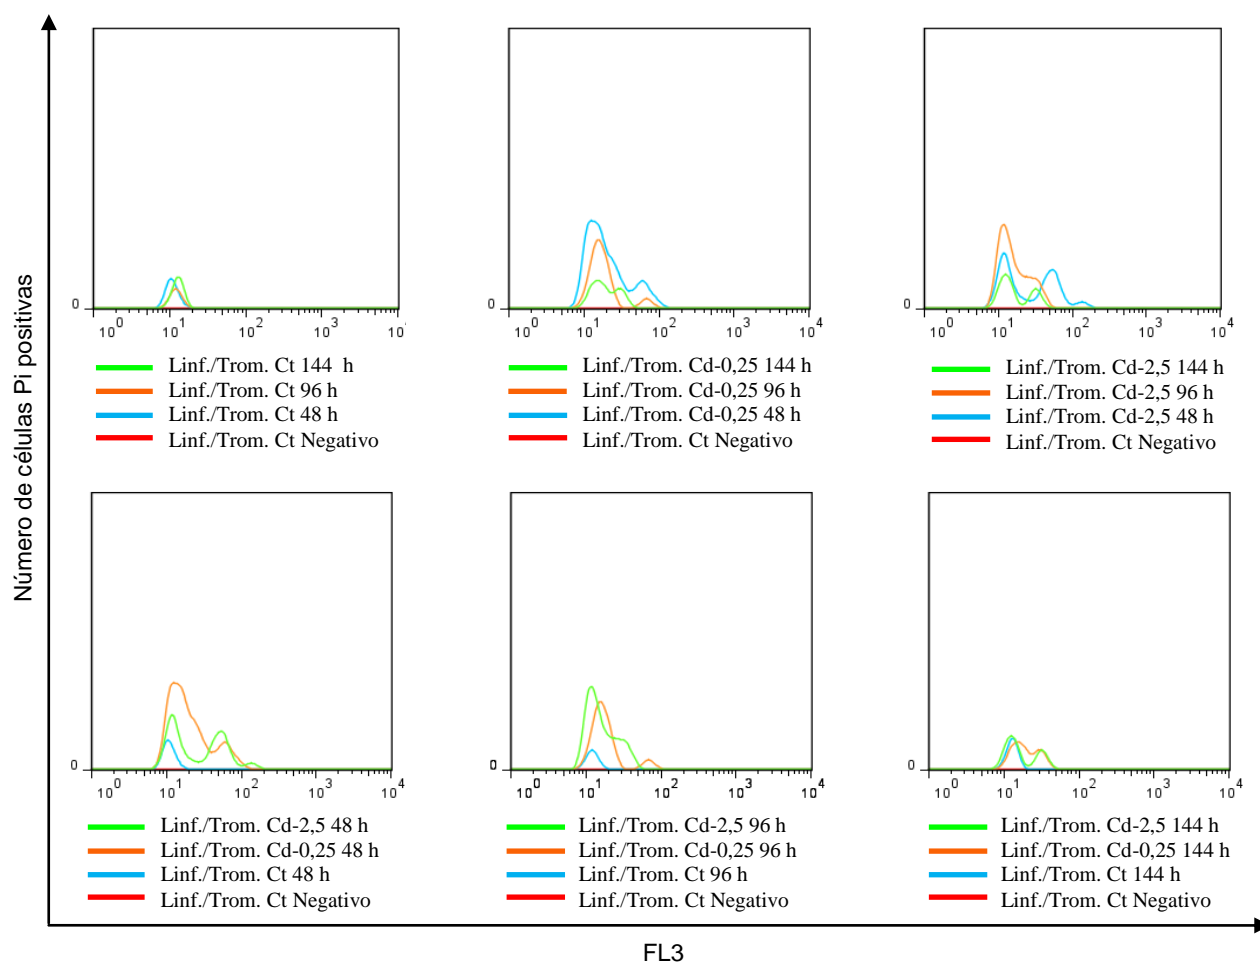 Número de células Pi positivas
0
10^0 10^1 10^2 10^3 10
Linf./Trom. Ct 144 h
Linf./Trom. Ct 96 h
Linf./Trom. Ct 48 h
Linf./Trom. Ct Negativo
0
10^0 10^1 10^2 10^3 10^4
Linf./Trom. Cd-0,25 144 h
Linf./Trom. Cd-0,25 96 h
Linf./Trom. Cd-0,25 48 h
Linf./Trom. Ct Negativo
0
10^0 10^1 10^2 10^3 10^4
Linf./Trom. Cd-2,5 144 h
Linf./Trom. Cd-2,5 96 h
Linf./Trom. Cd-2,5 48 h
Linf./Trom. Ct Negativo
0
10^0 10^1 10^2 10^3 10^4
Linf./Trom. Cd-2,5 48 h
Linf./Trom. Cd-0,25 48 h
Linf./Trom. Ct 48 h
Linf./Trom. Ct Negativo
0
10^0 10^1 10^2 10^3 10^4
Linf./Trom. Cd-2,5 96 h
Linf./Trom. Cd-0,25 96 h
Linf./Trom. Ct 96 h
Linf./Trom. Ct Negativo
0
10^0 10^1 10^2 10^3 10^4
Linf./Trom. Cd-2,5 144 h
Linf./Trom. Cd-0,25 144 h
Linf./Trom. Ct 144 h
Linf./Trom. Ct Negativo
FL3